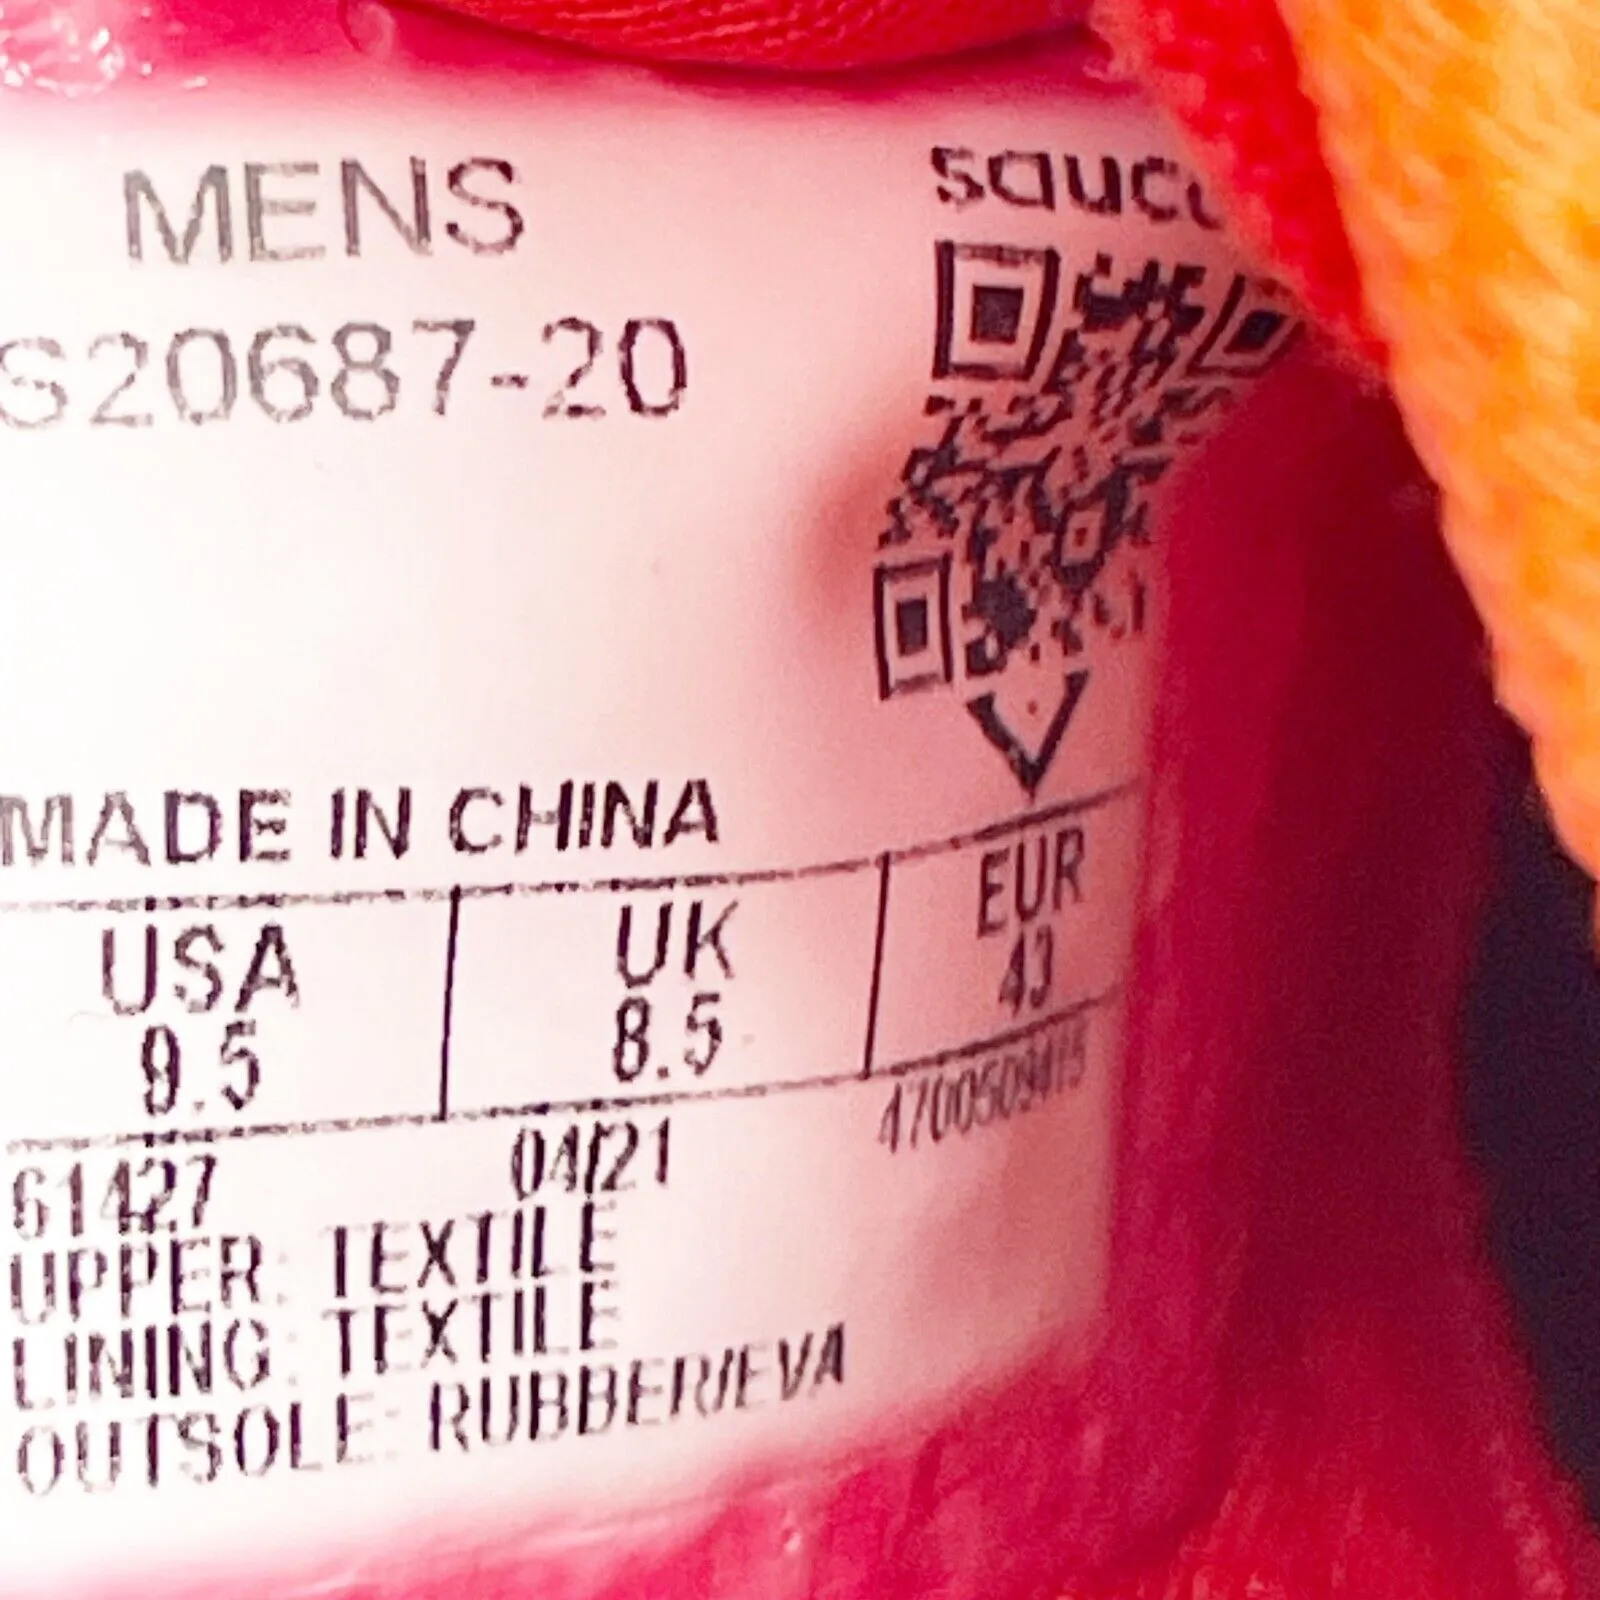 MENS
saucc
S20687-20
MADE IN CHINA
USA UK EUR
9.5 8.5 43
61427 04/21
UPPER: TEXTILE
LINING: TEXTILE
OUTSOLE: RUBBER/EVA